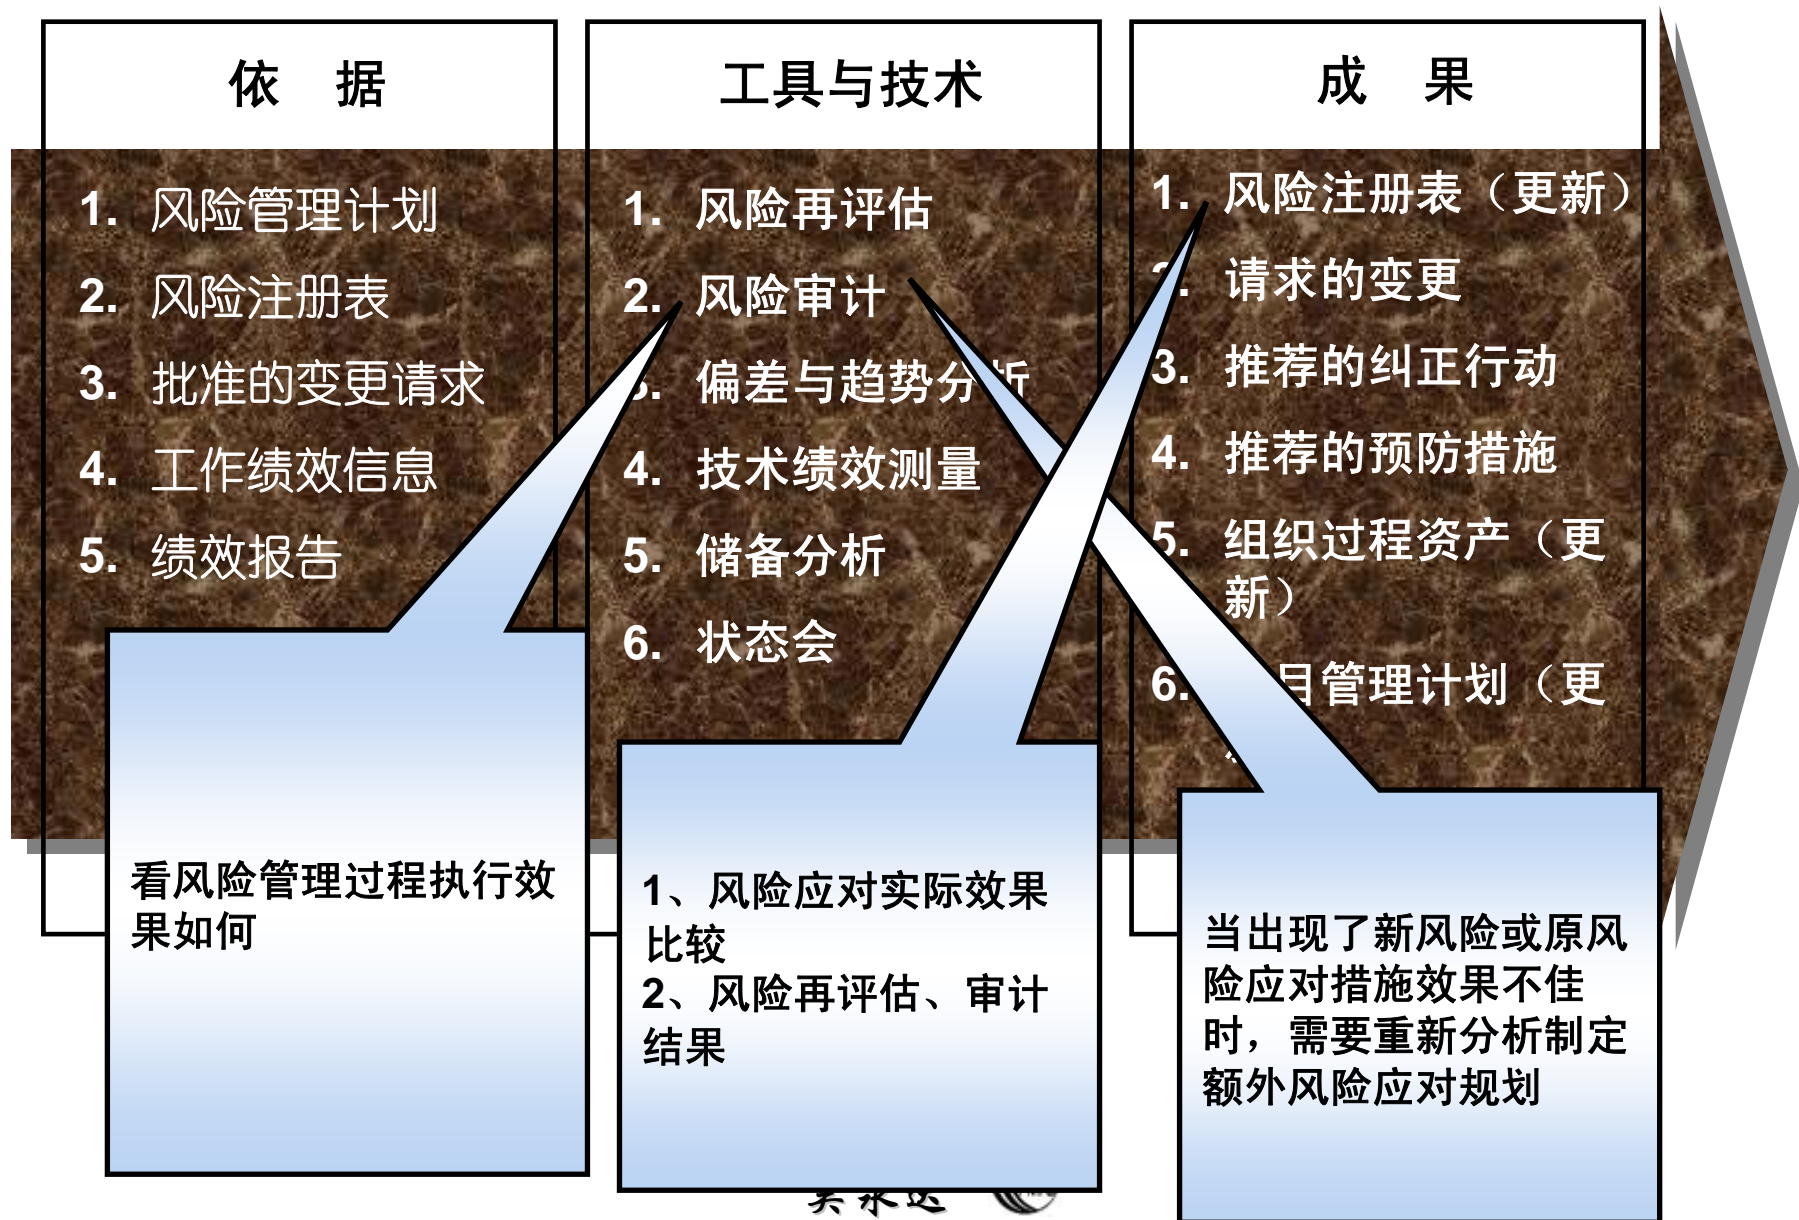 依 据
1. 风险管理计划
2. 风险注册表
3. 批准的变更请求
4. 工作绩效信息
5. 绩效报告
工具与技术
1. 风险再评估
2. 风险审计
偏差与趋势分析
4. 技术绩效测量
5. 储备分析
6. 状态会
成 果
1. 风险注册表（更新）
请求的变更
3. 推荐的纠正行动
4. 推荐的预防措施
5. 组织过程资产（更
新）
6. 目管理计划（更
看风险管理过程执行效
果如何
1、风险应对实际效果
比较
2、风险再评估、审计
结果
当出现了新风险或原风
险应对措施效果不佳
时，需要重新分析制定
额外风险应对规划